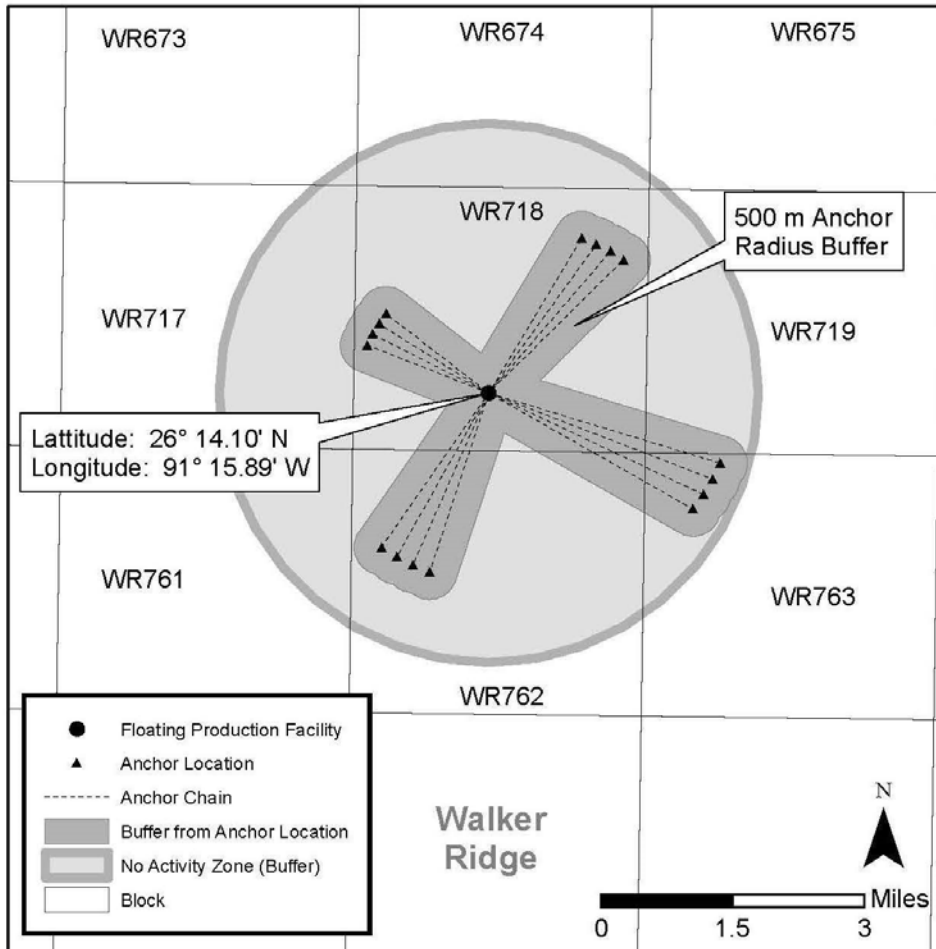 WR673
WR674
WR675
WR718
500 m Anchor
Radius Buffer
WR717
WR719
Lattitude: 26° 14.10' N
Longitude: 91° 15.89' W
WR761
WR763
WR762
Floating Production Facility
Anchor Location
Anchor Chain
Buffer from Anchor Location
No Activity Zone (Buffer)
Block
Walker
Ridge
N
Miles
0 1.5 3